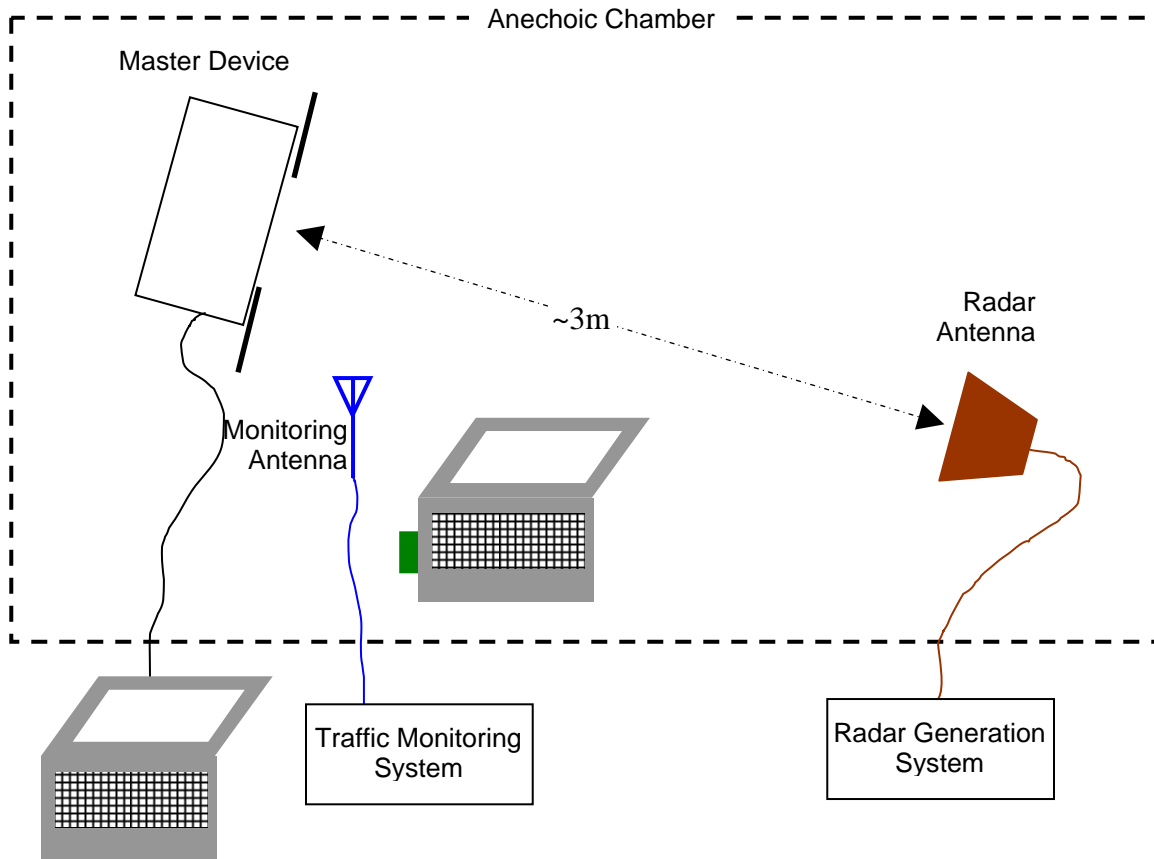 Anechoic Chamber
Master Device
~3m
Radar
Antenna
Monitoring
Antenna
Traffic Monitoring
System
Radar Generation
System